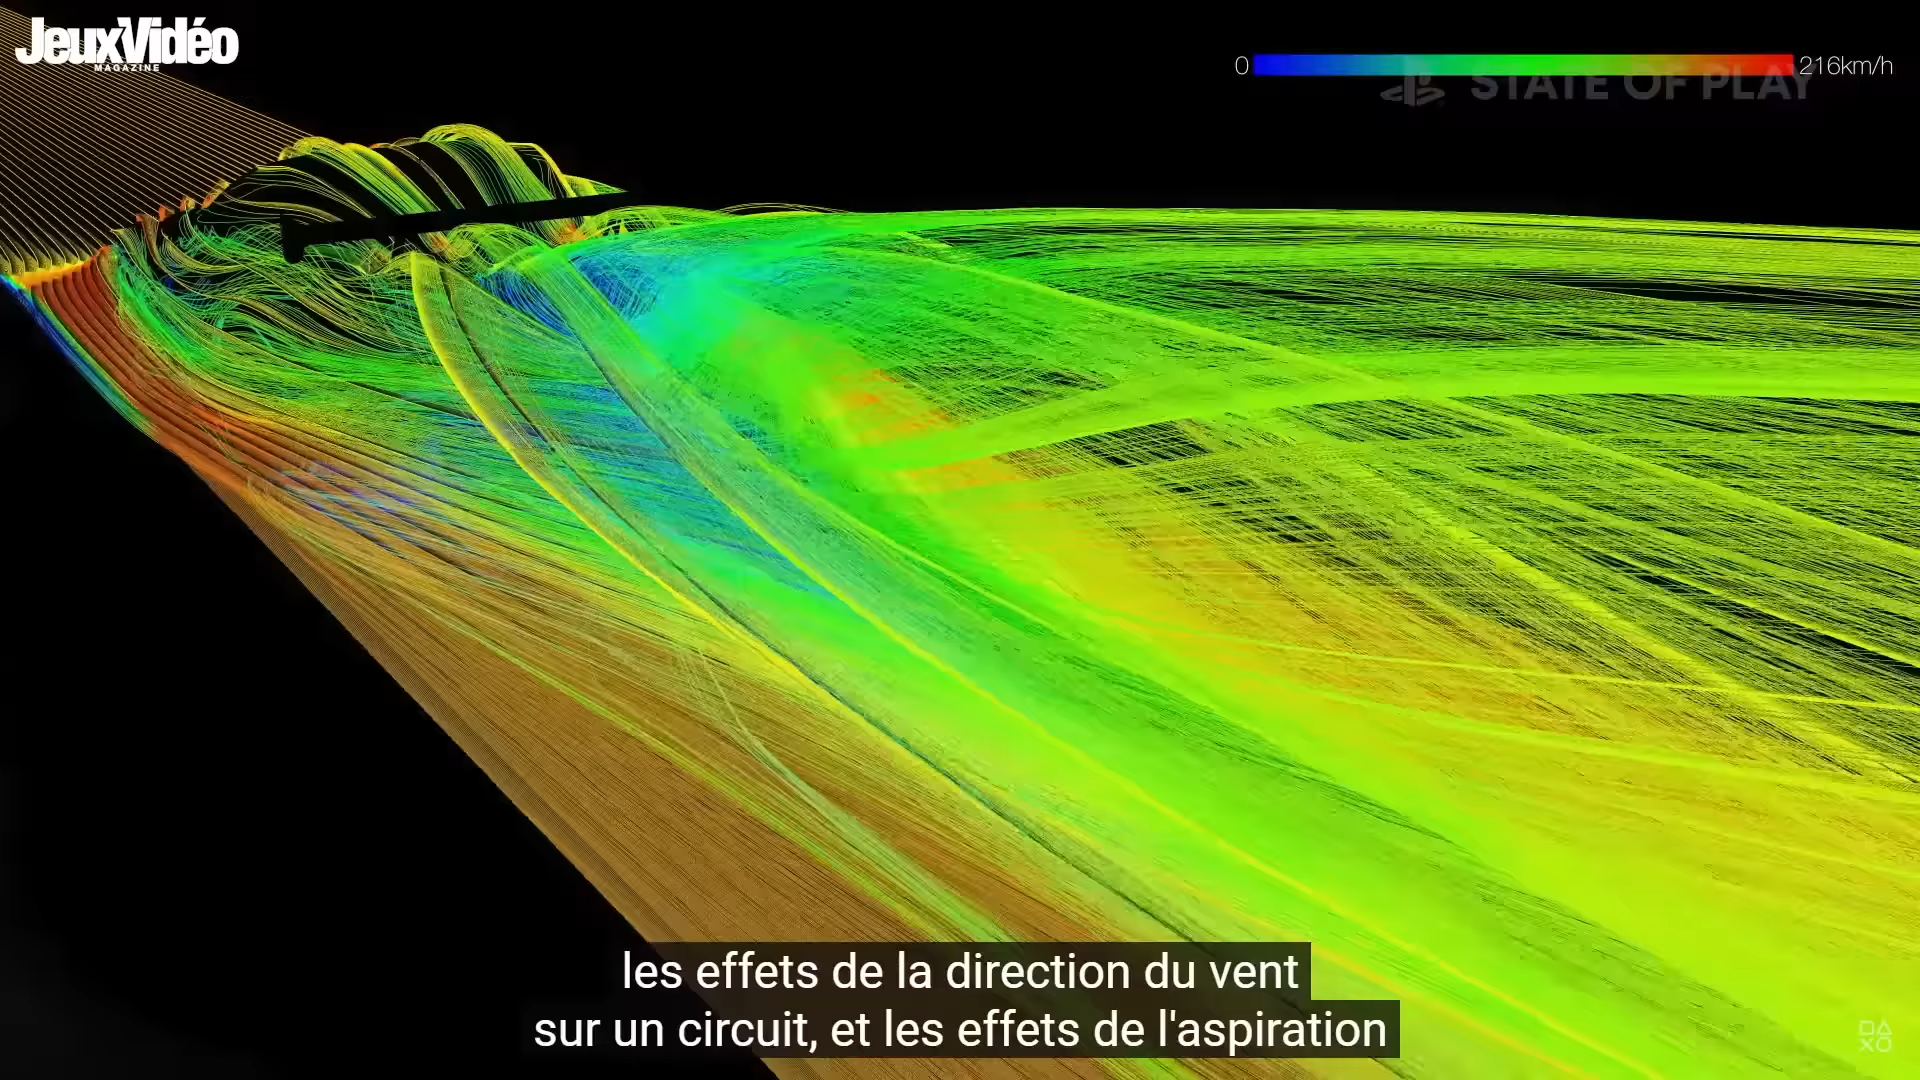 JeuxVidéo
MAGAZINE
0
216km/h
STATE OF PLAY
les effets de la direction du vent
sur un circuit, et les effets de l'aspiration